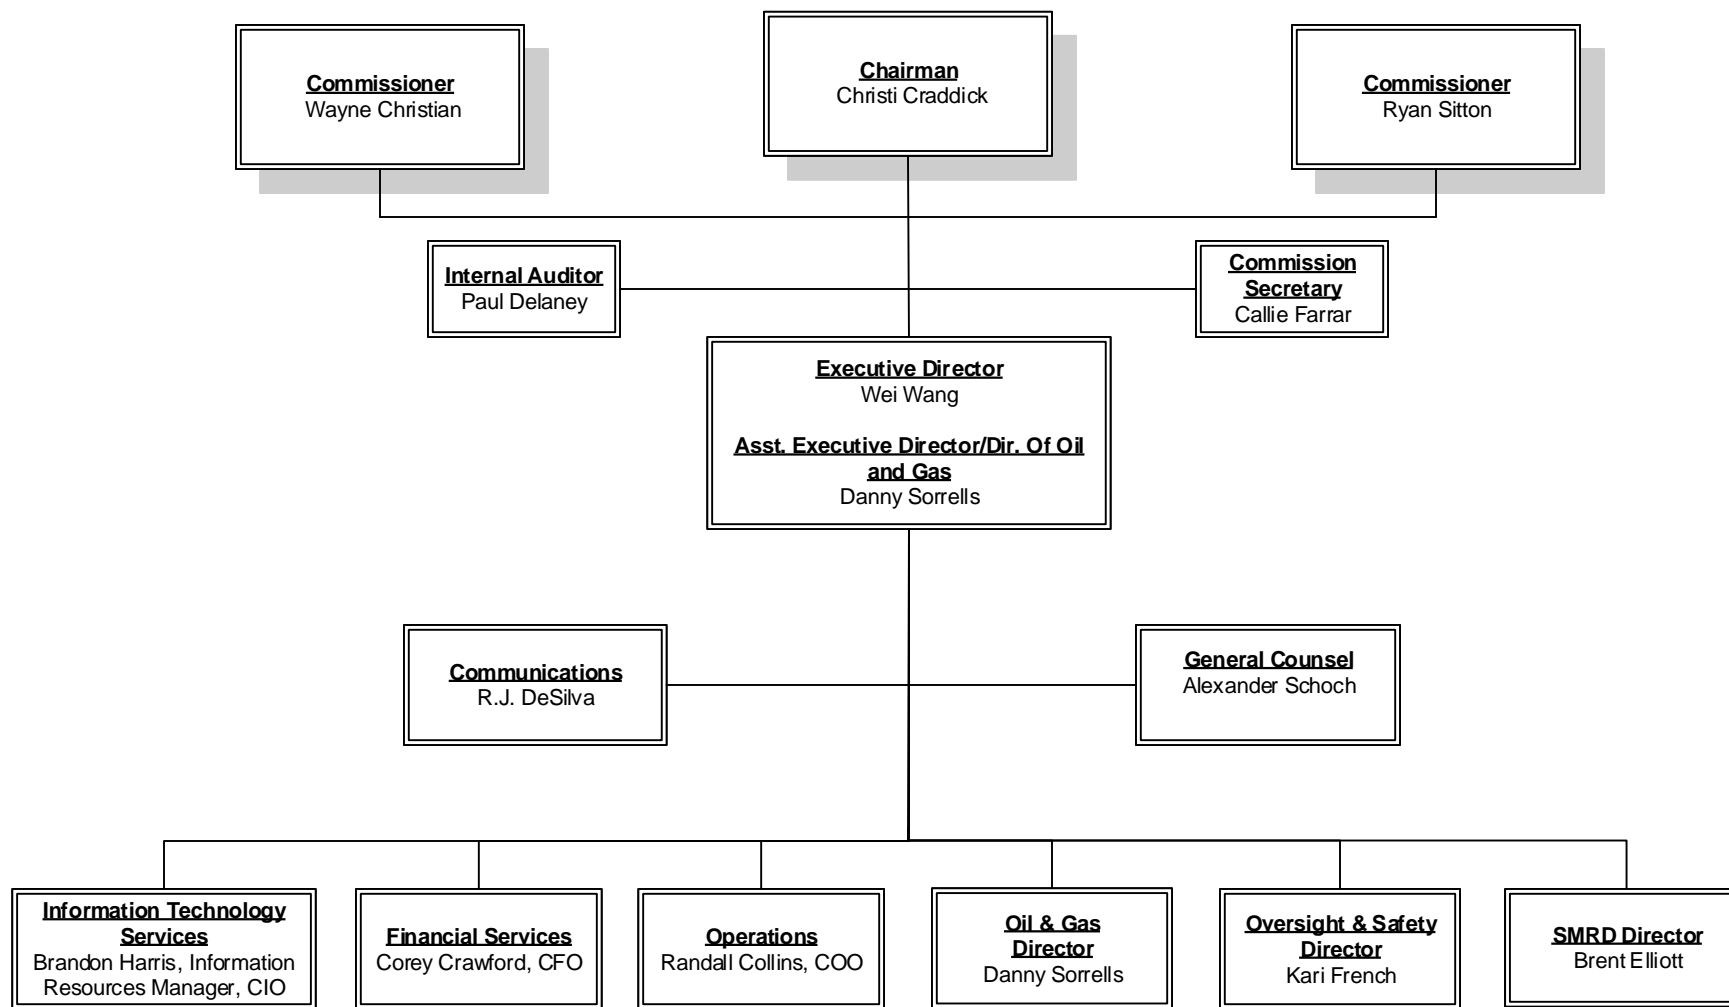 Commissioner
Wayne Christian
Chairman
Christi Craddick
Commissioner
Ryan Sitton
Internal Auditor
Paul Delaney
Commission
Secretary
Callie Farrar
Executive Director
Wei Wang
Asst. Executive Director/Dir. Of Oil
and Gas
Danny Sorrells
Communications
R.J. DeSilva
General Counsel
Alexander Schoch
Information Technology
Services
Brandon Harris, Information
Resources Manager, CIO
Financial Services
Corey Crawford, CFO
Operations
Randall Collins, COO
Oil & Gas
Director
Danny Sorrells
Oversight & Safety
Director
Kari French
SMRD Director
Brent Elliott